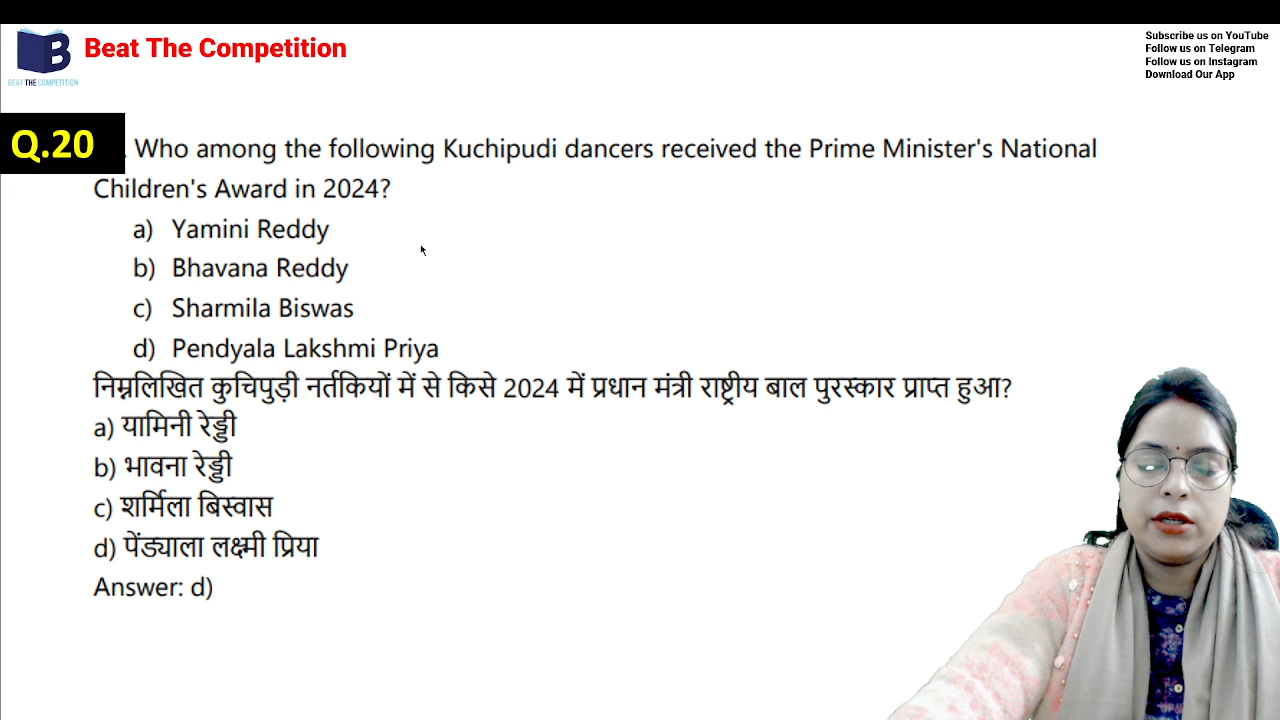 Beat The Competition
BEAT THE COMPETITION
Subscribe us on YouTube
Follow us on Telegram
Follow us on Instagram
Download Our App
Q.20
Who among the following Kuchipudi dancers received the Prime Minister's National
Children's Award in 2024?
a) Yamini Reddy
b) Bhavana Reddy
c) Sharmila Biswas
d) Pendyala Lakshmi Priya
निम्नलिखित कुचिपुड़ी नर्तकियों में से किसे 2024 में प्रधान मंत्री राष्ट्रीय बाल पुरस्कार प्राप्त हुआ?
a) यामिनी रेड्डी
b) भावना रेड्डी
c) शर्मिला बिस्वास
d) पेंड्याला लक्ष्मी प्रिया
Answer: d)